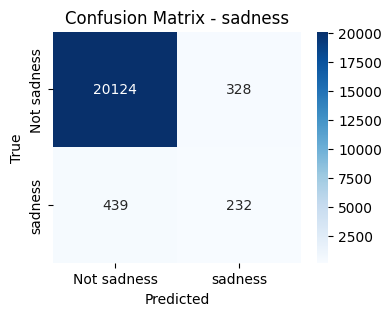 Confusion Matrix - sadness
True
Not sadness
sadness
20124
328
439
232
Not sadness
sadness
Predicted
20000
17500
15000
12500
10000
7500
5000
2500